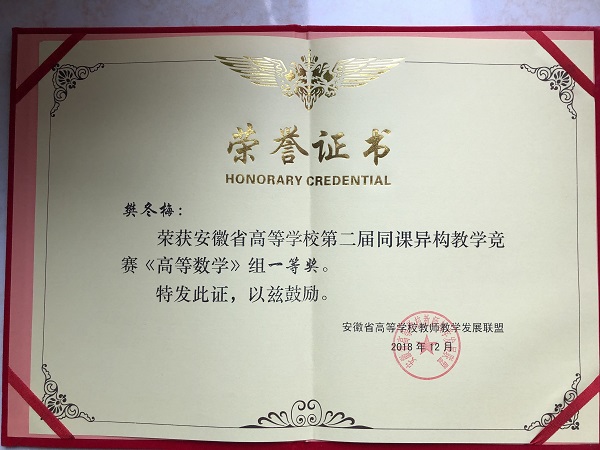 荣誉证书
HONORARY CREDENTIAL
樊冬梅：
荣获安徽省高等学校第二届同课异构教学竞
赛《高等数学》组一等奖。
特发此证，以兹鼓励。
安徽省高等学校教师教学发展联盟
2018年12月